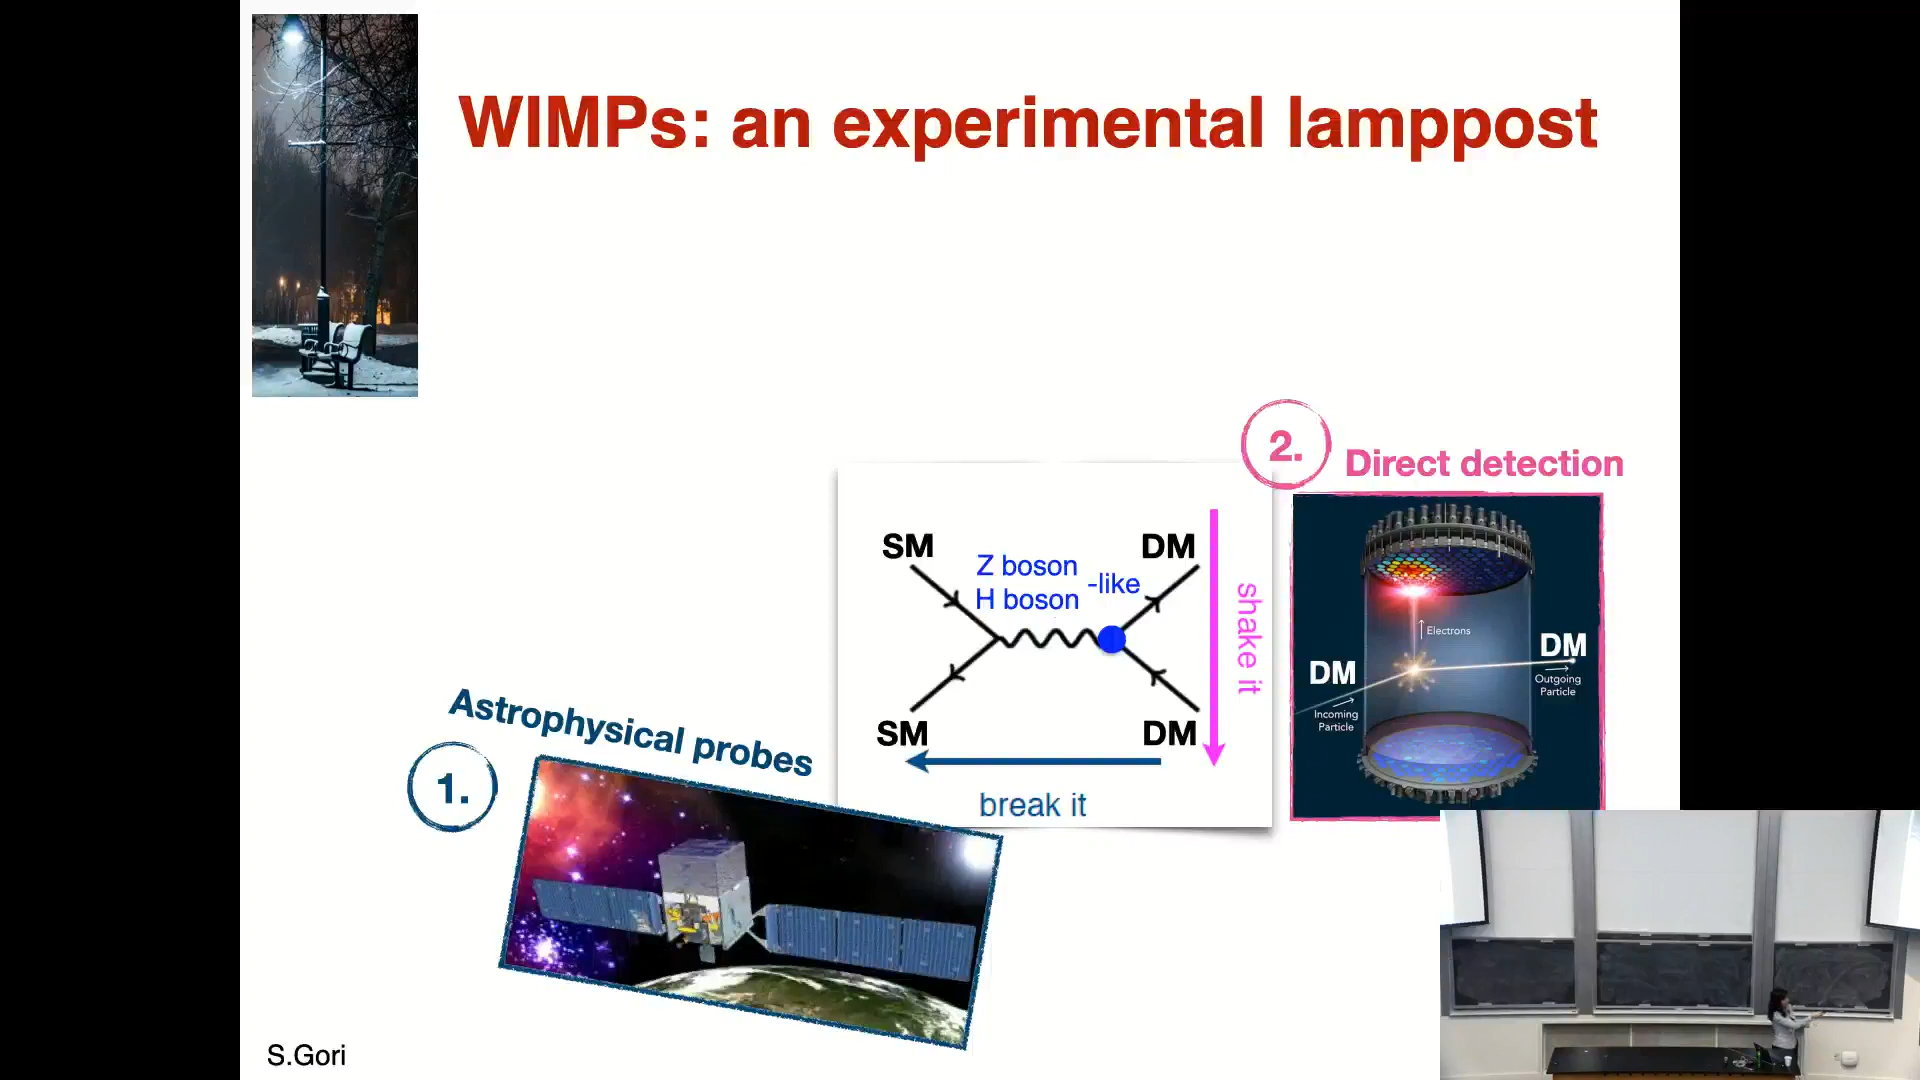 WIMPs: an experimental lamppost
2.
Direct detection
SM
DM
Z boson
H boson
-like
shake it
SM
DM
break it
Electrons
DM
Outgoing
Particle
DM
Incoming
Particle
Astrophysical probes
1.
S.Gori